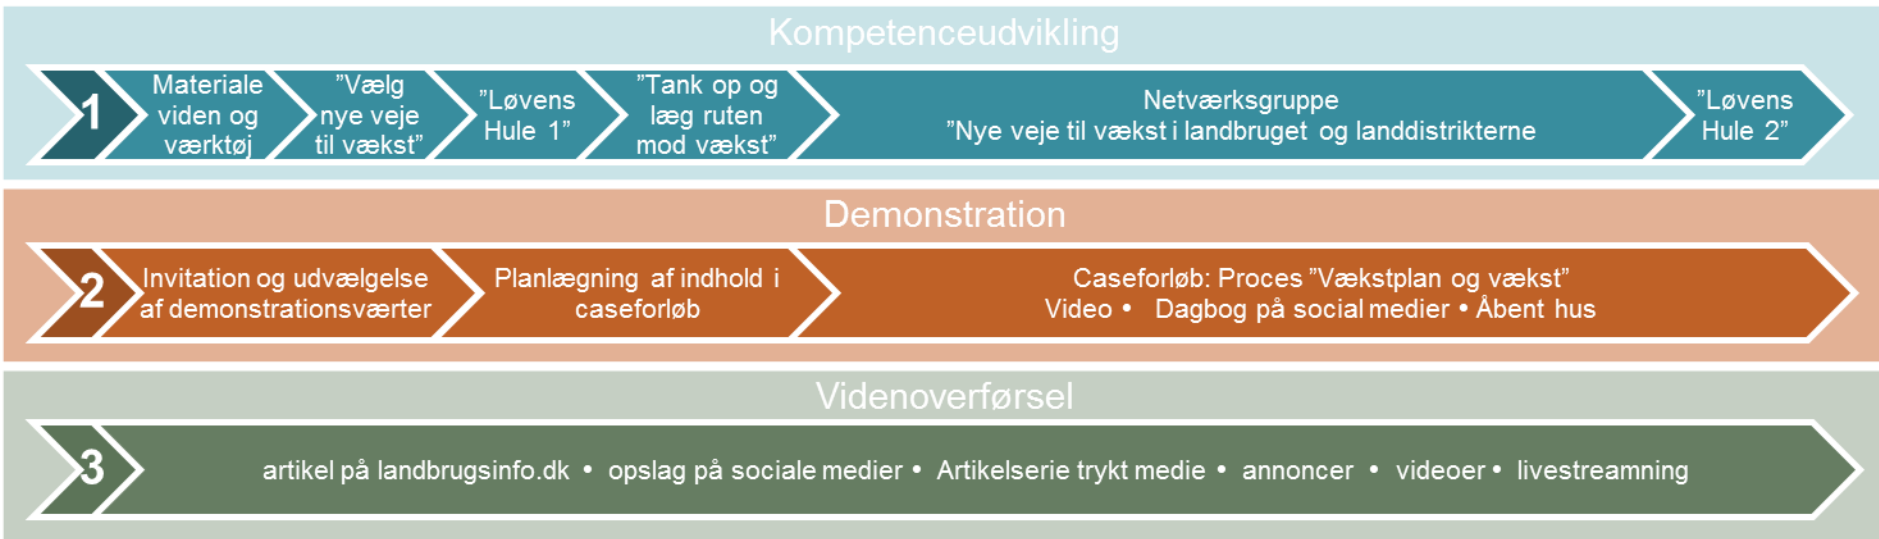 Kompetenceudvikling
1
Materiale
viden og
værktøj
”Vælg
nye veje
til vækst”
”Løvens
Hule 1”
”Tank op og
læg ruten
mod vækst”
Netværksgruppe
”Nye veje til vækst i landbruget og landdistrikterne
”Løvens
Hule 2”
Demonstration
2
Invitation og udvælgelse
af demonstrationsværter
Planlægning af indhold i
caseforløb
Caseforløb: Proces ”Vækstplan og vækst”
Video • Dagbog på social medier • Åbent hus
Videnoverførsel
3
artikel på landbrugsinfo.dk • opslag på sociale medier • Artikelserie trykt medie • annoncer • videoer • livestreamning